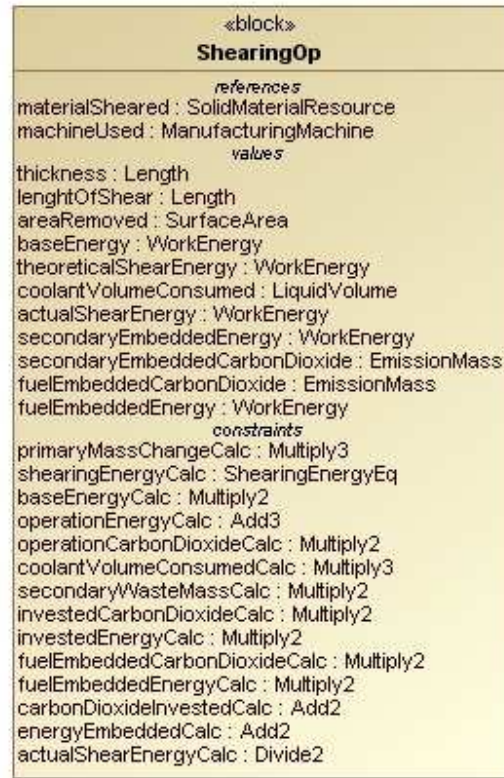 «block»
ShearingOp
references
materialSheared : SolidMaterialResource
machineUsed : ManufacturingMachine
values
thickness : Length
lenghtOfShear : Length
areaRemoved : SurfaceArea
baseEnergy : WorkEnergy
theoreticalShearEnergy : WorkEnergy
coolantVolumeConsumed : LiquidVolume
actualShearEnergy : WorkEnergy
secondaryEmbeddedEnergy : WorkEnergy
secondaryEmbeddedCarbonDioxide : EmissionMass
fuelEmbeddedCarbonDioxide : EmissionMass
fuelEmbeddedEnergy : WorkEnergy
constraints
primaryMassChangeCalc : Multiply3
shearingEnergyCalc : ShearingEnergyEq
baseEnergyCalc : Multiply2
operationEnergyCalc : Add3
operationCarbonDioxideCalc : Multiply2
coolantVolumeConsumedCalc : Multiply3
secondaryWasteMassCalc : Multiply2
investedCarbonDioxideCalc : Multiply2
investedEnergyCalc : Multiply2
fuelEmbeddedCarbonDioxideCalc : Multiply2
fuelEmbeddedEnergyCalc : Multiply2
carbonDioxideInvestedCalc : Add2
energyEmbeddedCalc : Add2
actualShearEnergyCalc : Divide2